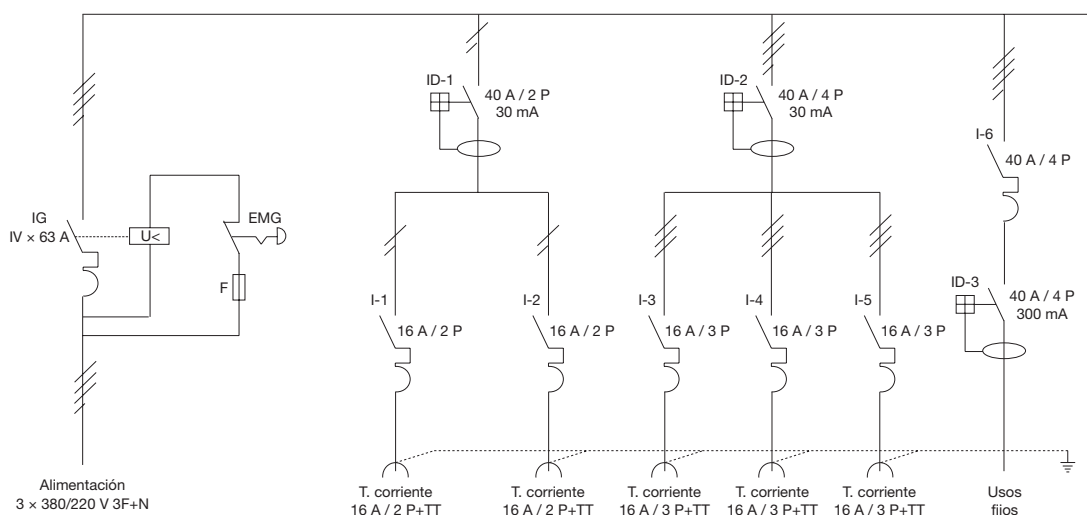 ID-1
40 A / 2 P
30 mA
ID-2
40 A / 4 P
30 mA
I-6
40 A / 4 P
IG
IV × 63 A
U<
EMG
F
ID-3
40 A / 4 P
300 mA
I-1
16 A / 2 P
I-2
16 A / 2 P
I-3
16 A / 3 P
I-4
16 A / 3 P
I-5
16 A / 3 P
Alimentación
3 × 380/220 V 3F+N
T. corriente
16 A / 2 P+TT
T. corriente
16 A / 2 P+TT
T. corriente
16 A / 3 P+TT
T. corriente
16 A / 3 P+TT
T. corriente
16 A / 3 P+TT
Usos
fijos